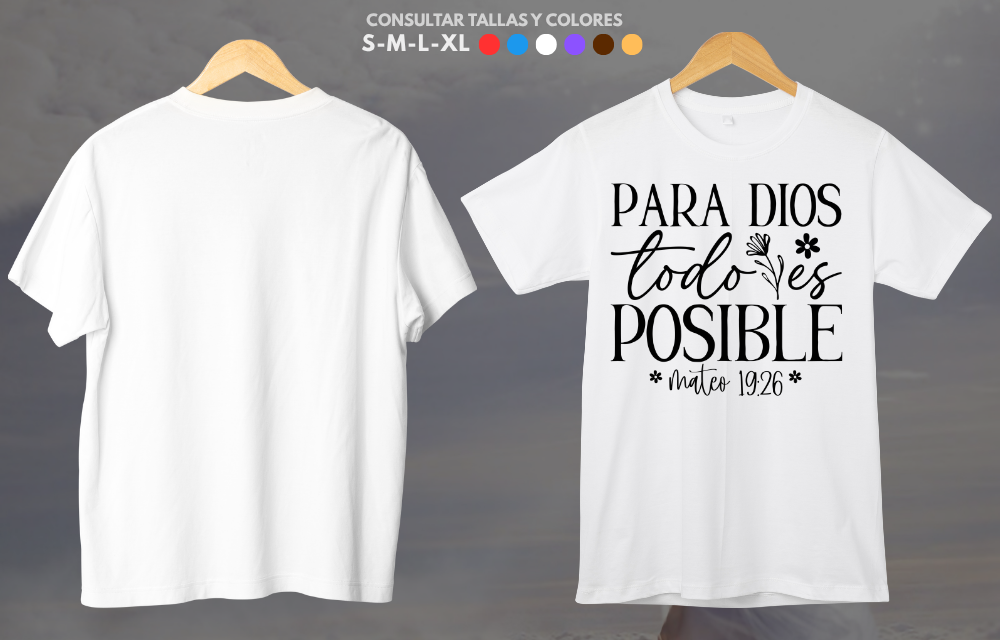 CONSULTAR TALLAS Y COLORES
S-M-L-XL
PARA DIOS
todo es
POSIBLE
mateo 19:26